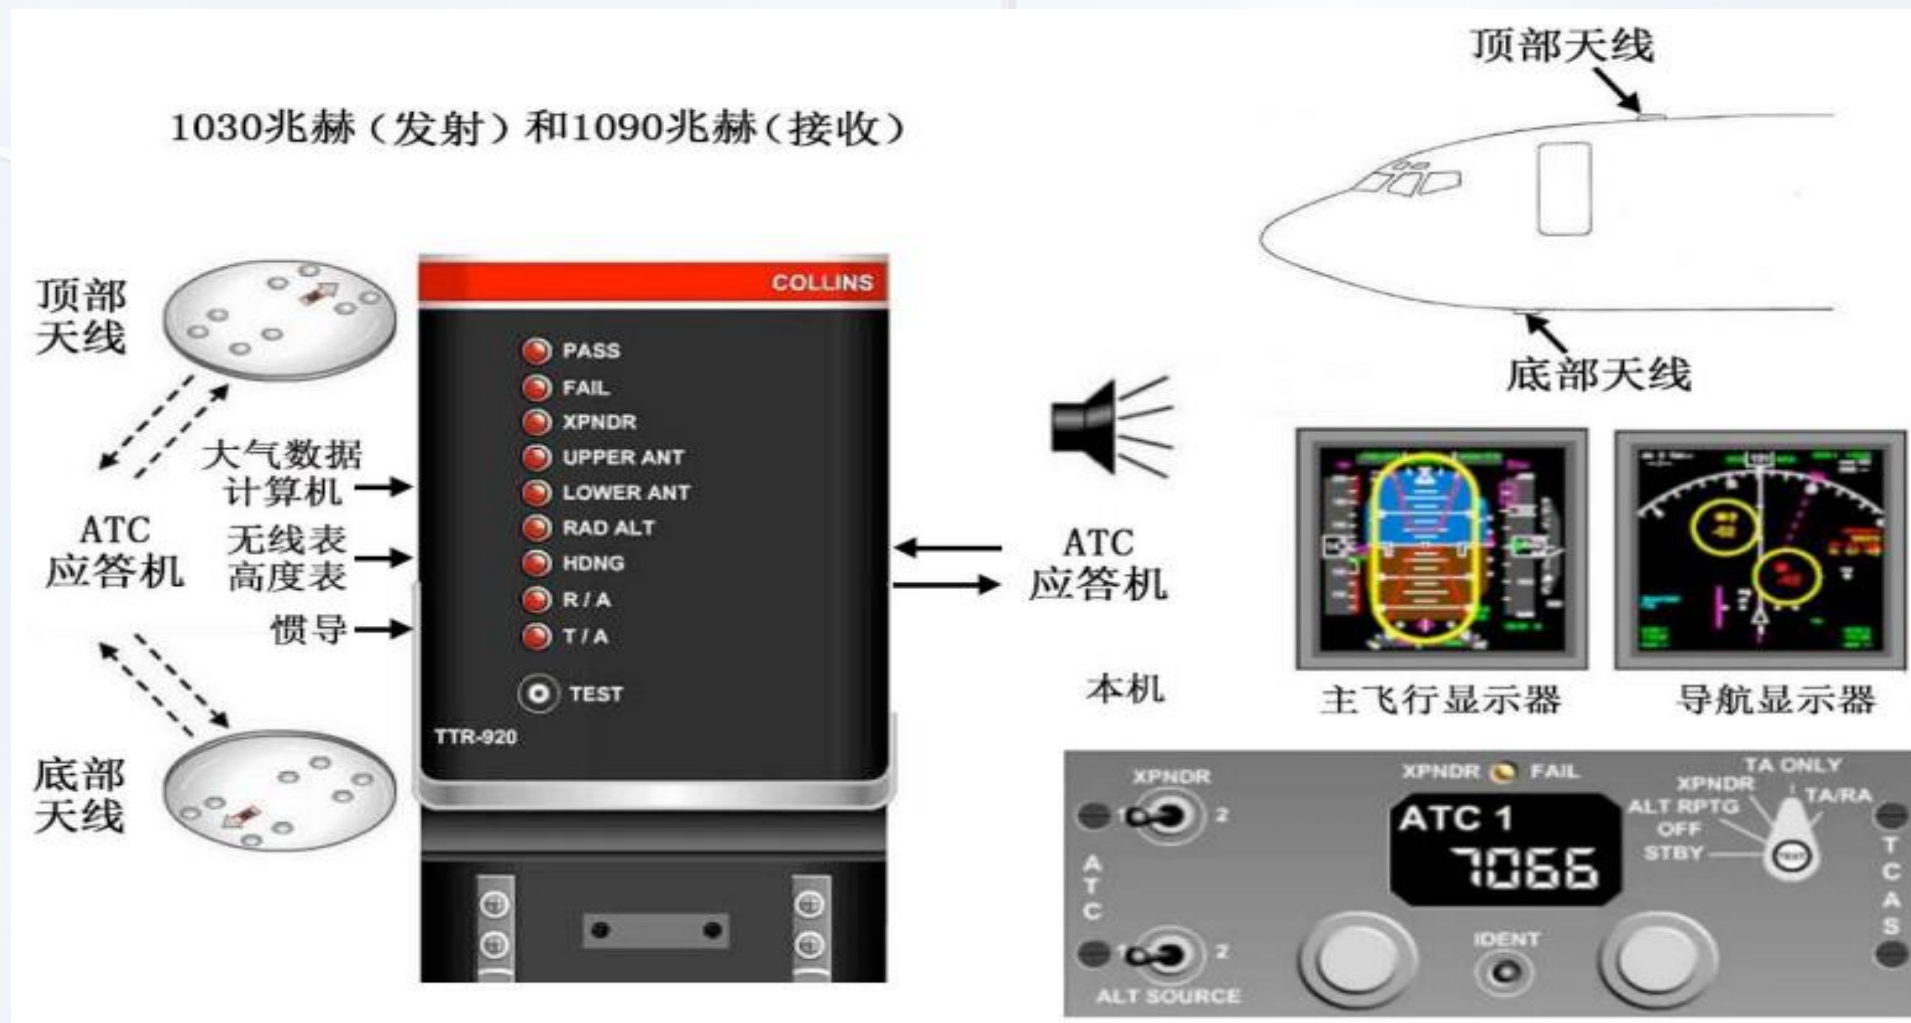 顶部天线
1030兆赫（发射）和1090兆赫（接收）
顶部
天线
COLLINS
PASS
FAIL
XPNDR
UPPER ANT
LOWER ANT
RAD ALT
HDNG
R / A
T / A
TEST
TTR-920
大气数据
计算机
ATC
应答机
无线表
高度表
惯导
底部
天线
底部天线
ATC
应答机
本机
主飞行显示器
导航显示器
XPNDR
1
2
ATC
1
2
ALT SOURCE
XPNDR
FAIL
ATC 1
7066
IDENT
TA ONLY
XPNDR
TA/RA
ALT RPTG
OFF
STBY
TEST
TCAS